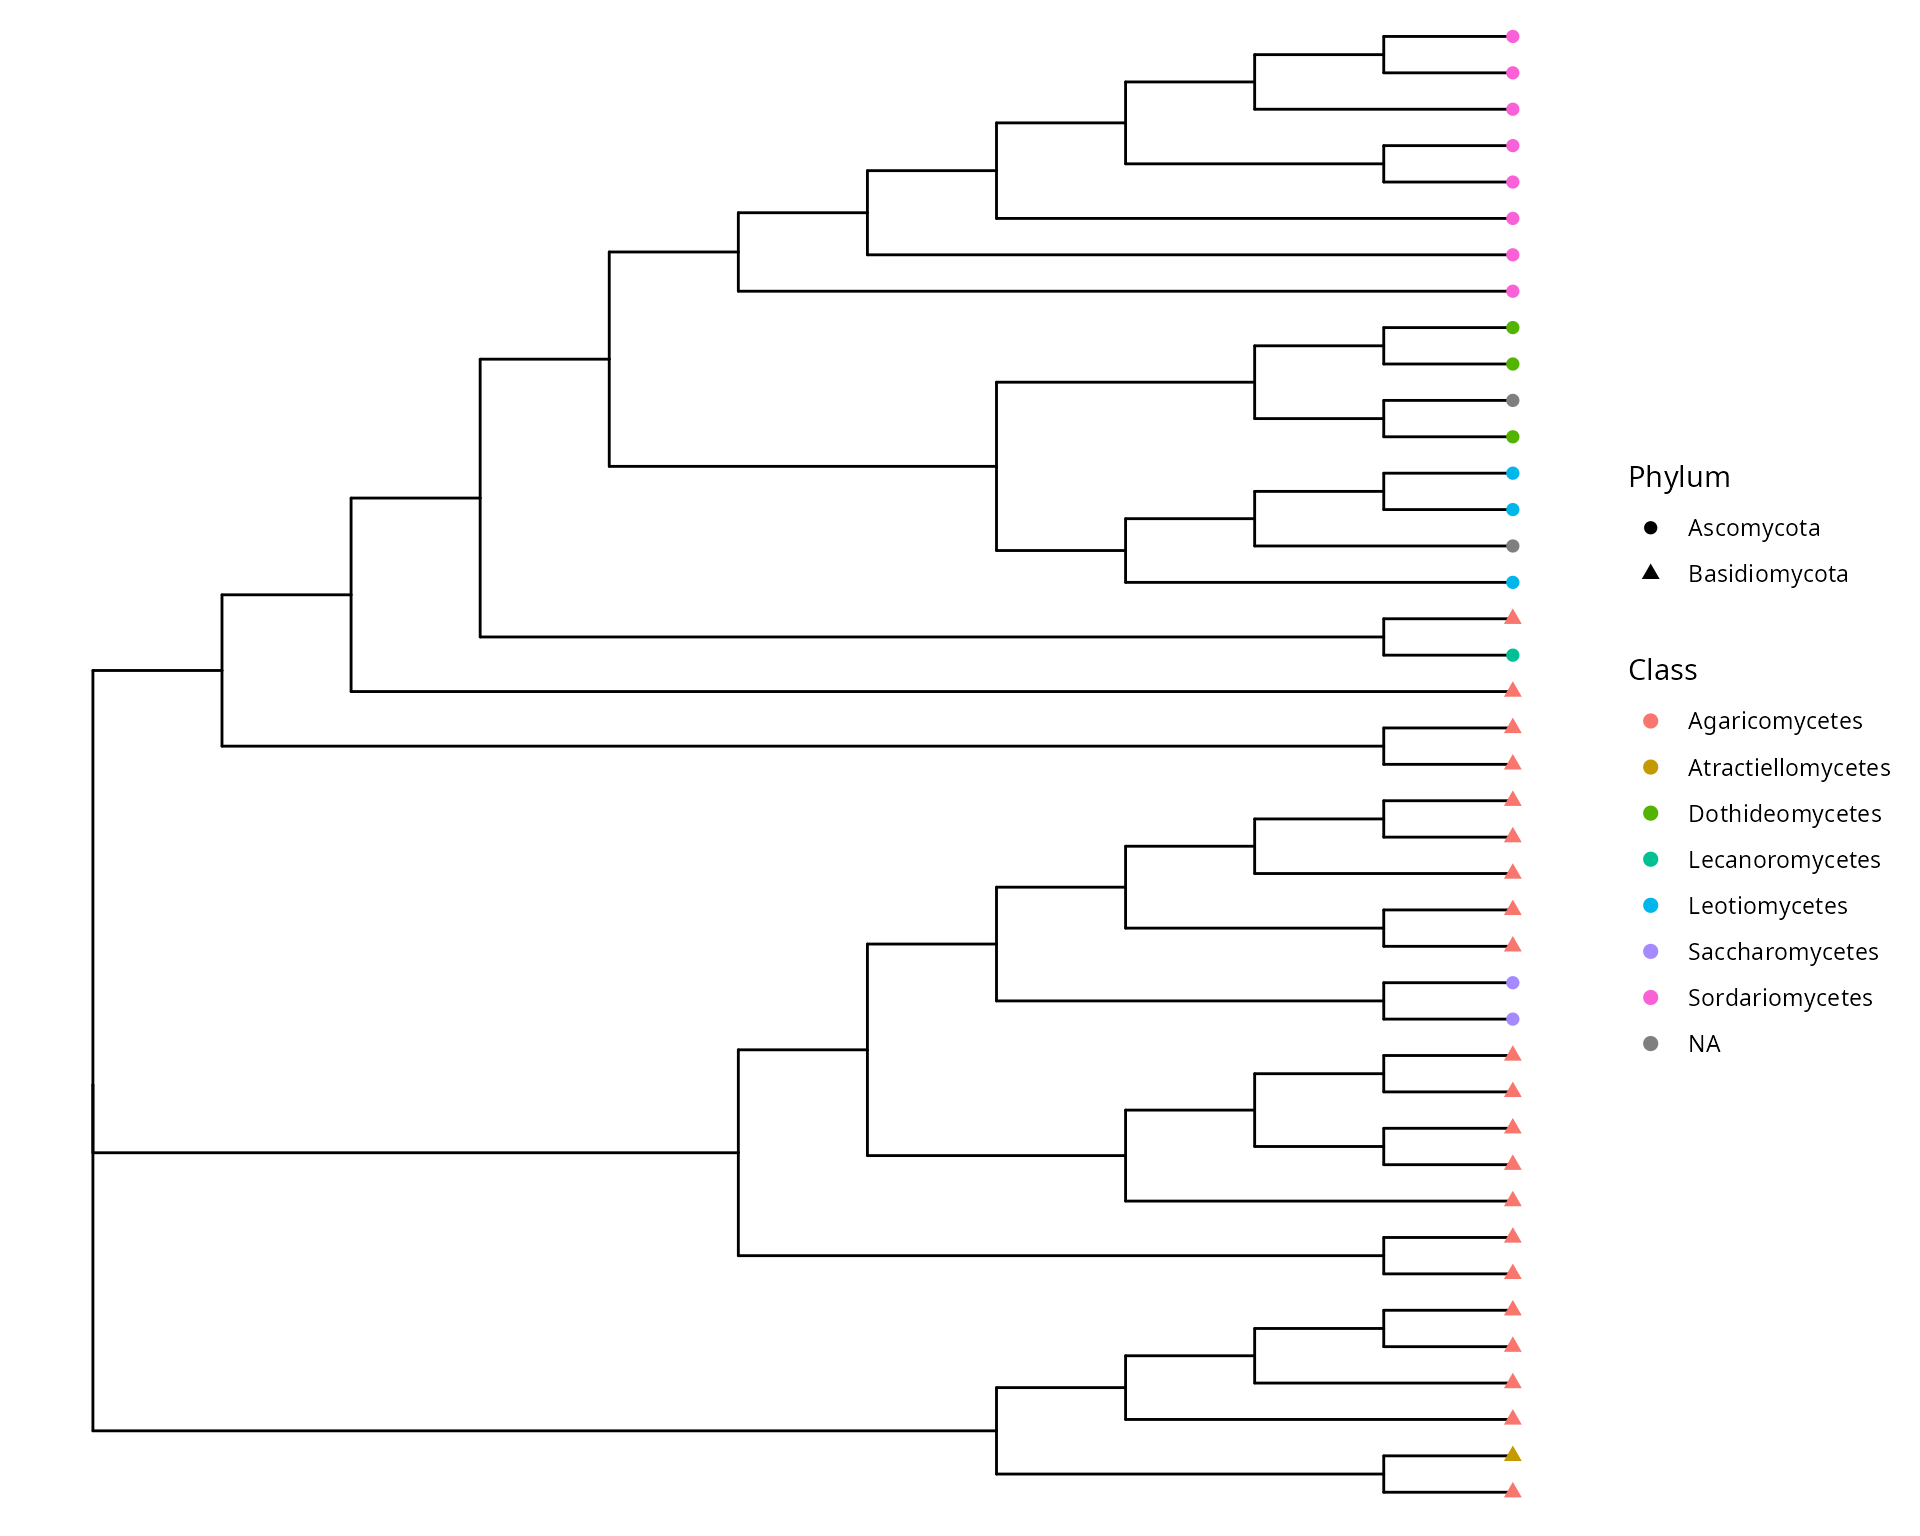 Phylum
Ascomycota
Basidiomycota
Class
Agaricomycetes
Atractiellomycetes
Dothideomycetes
Lecanoromycetes
Leotiomycetes
Saccharomycetes
Sordariomycetes
NA